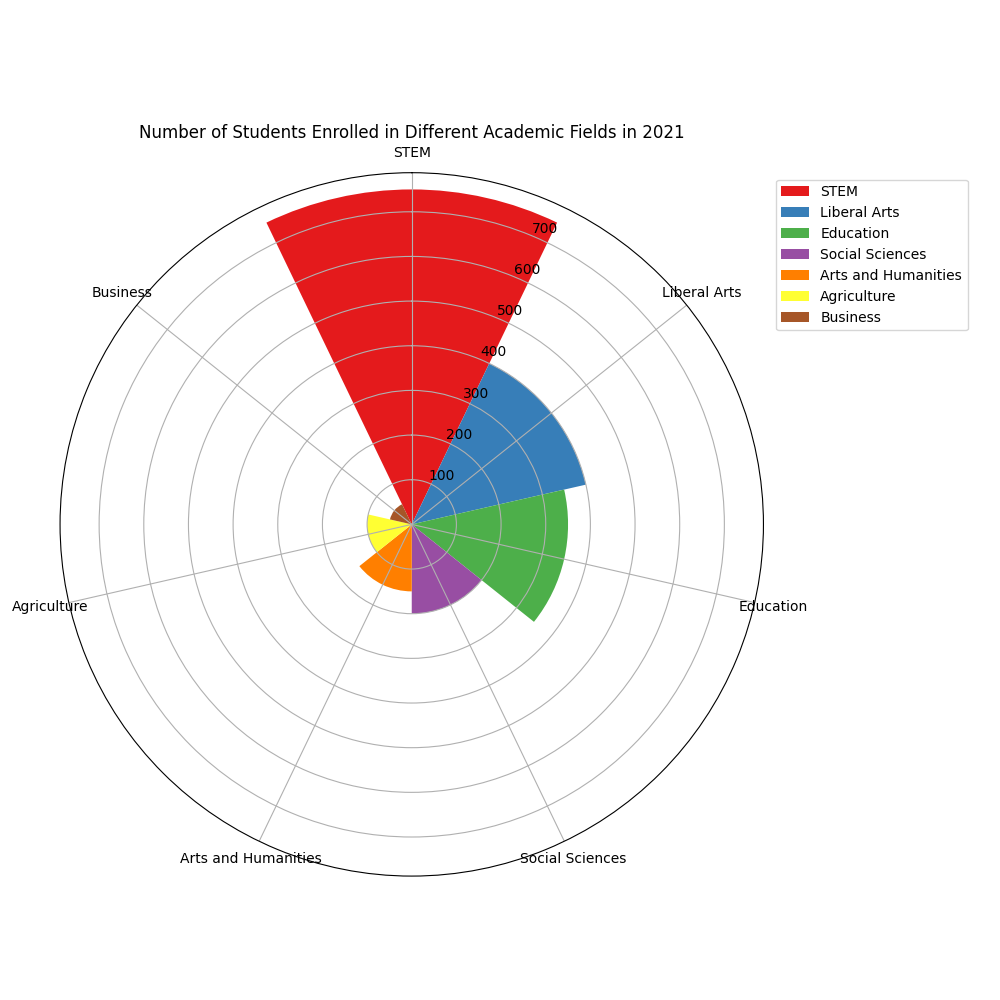 Number of Students Enrolled in Different Academic Fields in 2021
STEM
Liberal Arts
Education
Social Sciences
Arts and Humanities
Agriculture
Business
100
200
300
400
500
600
700
STEM
Liberal Arts
Education
Social Sciences
Arts and Humanities
Agriculture
Business